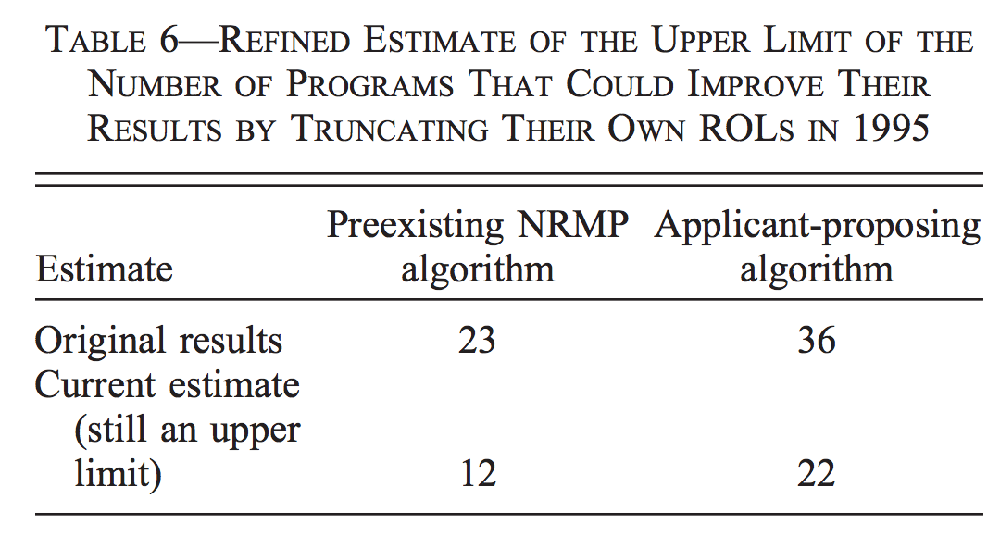 TABLE 6—REFINED ESTIMATE OF THE UPPER LIMIT OF THE
NUMBER OF PROGRAMS THAT COULD IMPROVE THEIR
RESULTS BY TRUNCATING THEIR OWN ROLS IN 1995
Preexisting NRMP Applicant-proposing
Estimate algorithm algorithm
Original results 23 36
Current estimate
(still an upper
limit) 12 22